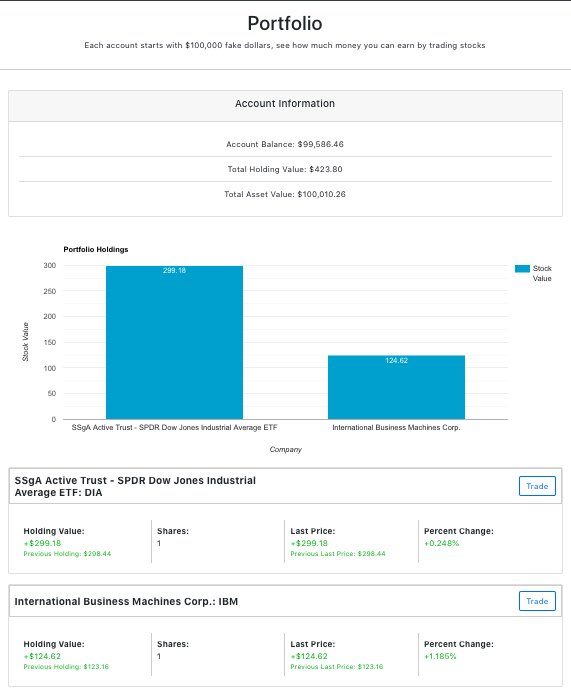 Portfolio
Each account starts with $100,000 fake dollars, see how much money you can earn by trading stocks
Account Information
Account Balance: $99,586.46
Total Holding Value: $423.80
Total Asset Value: $100,010.26
Portfolio Holdings
300
250
200
150
100
50
0
Stock Value
299.18
124.62
Stock
Value
SSgA Active Trust - SPDR Dow Jones Industrial Average ETF
International Business Machines Corp.
Company
SSgA Active Trust - SPDR Dow Jones Industrial
Average ETF: DIA
Trade
Holding Value:
+$299.18
Previous Holding: $298.44
Shares:
1
Last Price:
+$299.18
Previous Last Price: $298.44
Percent Change:
+0.248%
International Business Machines Corp.: IBM
Trade
Holding Value:
+$124.62
Previous Holding: $123.16
Shares:
1
Last Price:
+$124.62
Previous Last Price: $123.16
Percent Change:
+1.185%